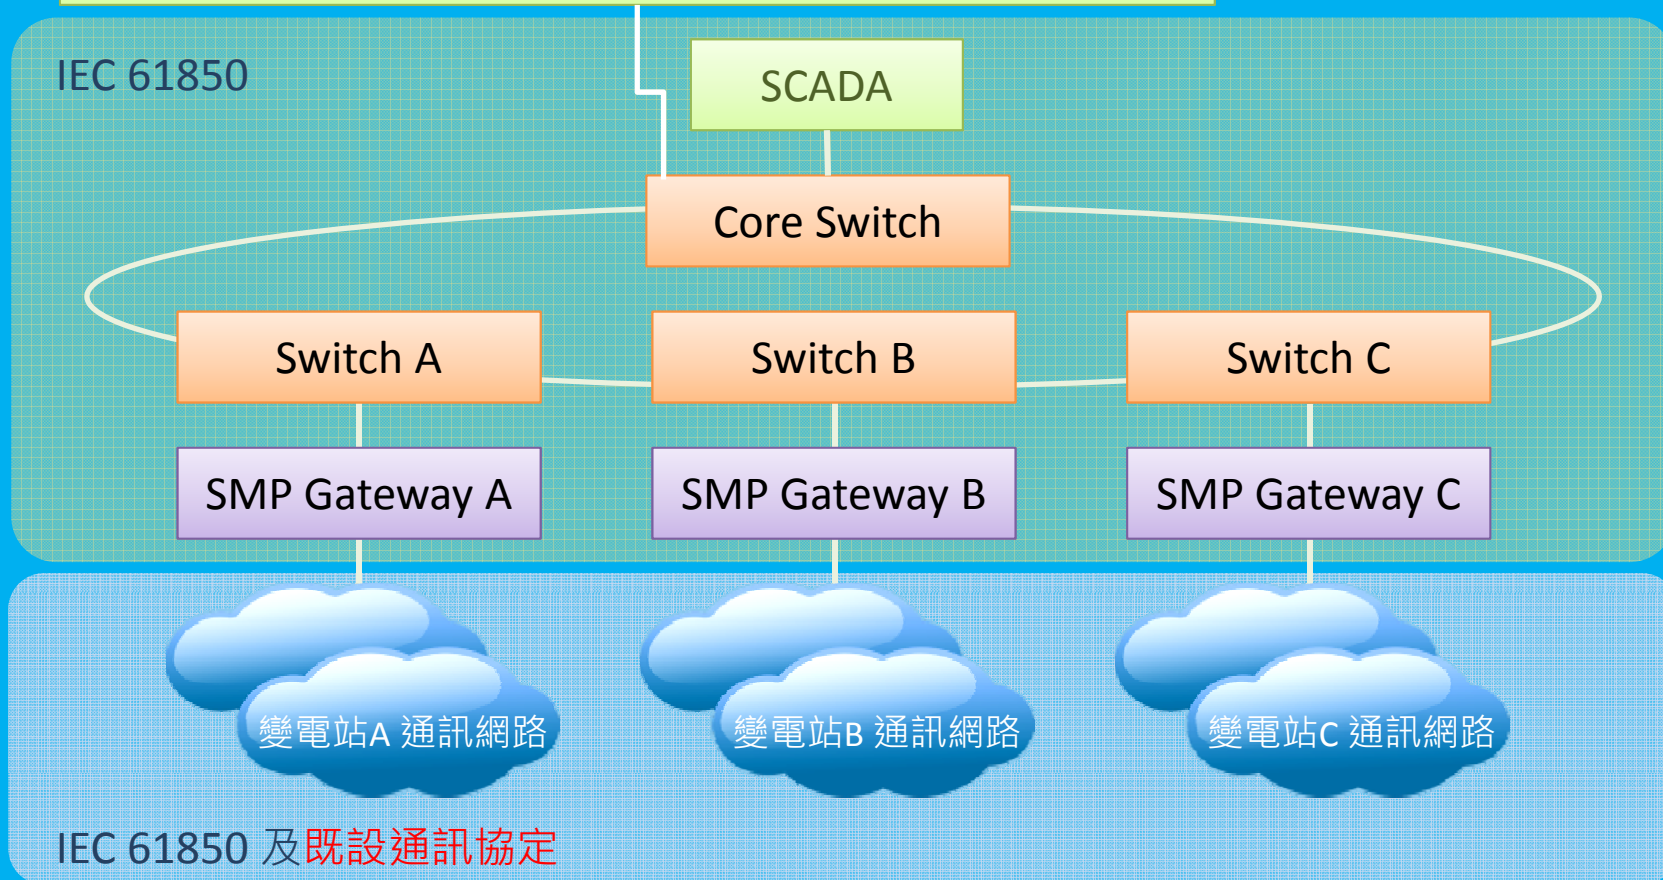 IEC 61850
SCADA
Core Switch
Switch A
Switch B
Switch C
SMP Gateway A
SMP Gateway B
SMP Gateway C
變電站A 通訊網路
變電站B 通訊網路
變電站C 通訊網路
IEC 61850 及既設通訊協定